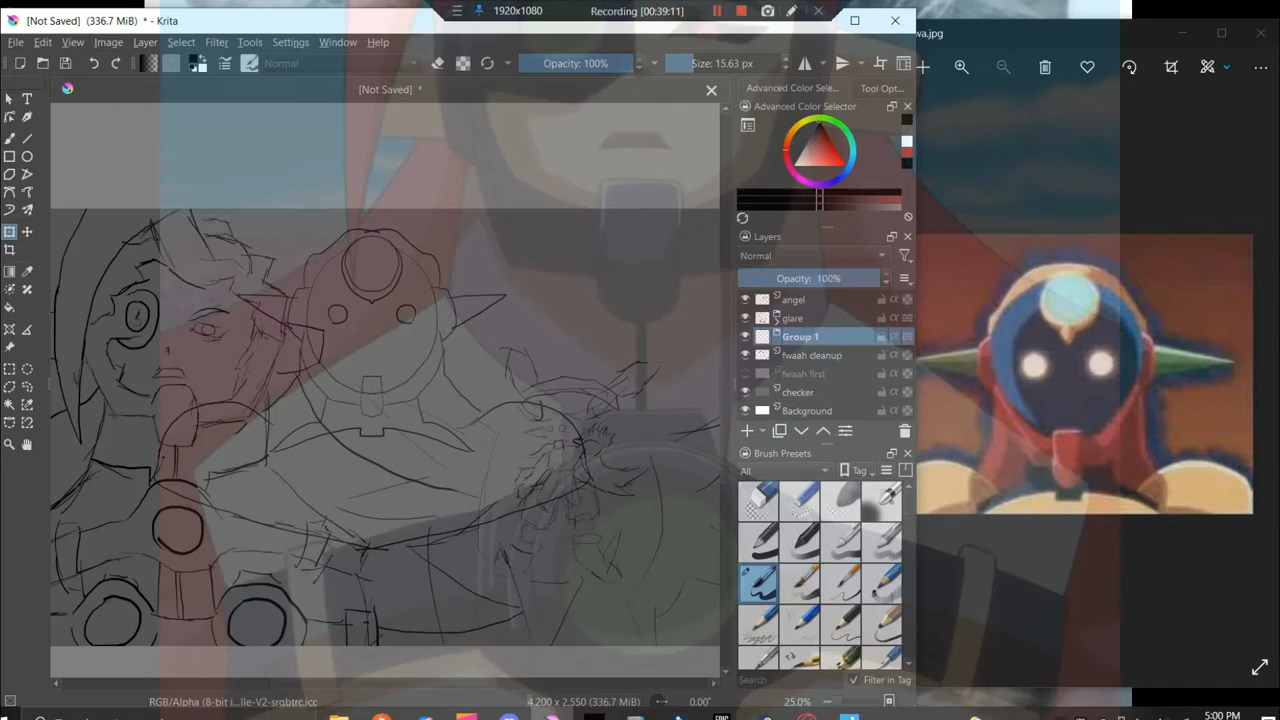 1920x1080
Recording [00:39:11]
[Not Saved] (336.7 MiB) * - Krita
wa.jpg
File Edit View Image Layer Select Filter Tools Settings Window Help
Normal
Opacity: 100%
Size: 15.63 px
[Not Saved] *
Advanced Color Sele...
Tool Opt...
Advanced Color Selector
Layers
Normal
Opacity: 100%
angel
glare
Group 1
fwaah cleanup
fwaah first
checker
Background
Brush Presets
All
Tag
Search
Filter in Tag
RGB/Alpha (8-bit i...lle-V2-srgbtrc.icc
4,200 x 2,550 (336.7 MiB)
0.00°
25.0%
5:00 PM